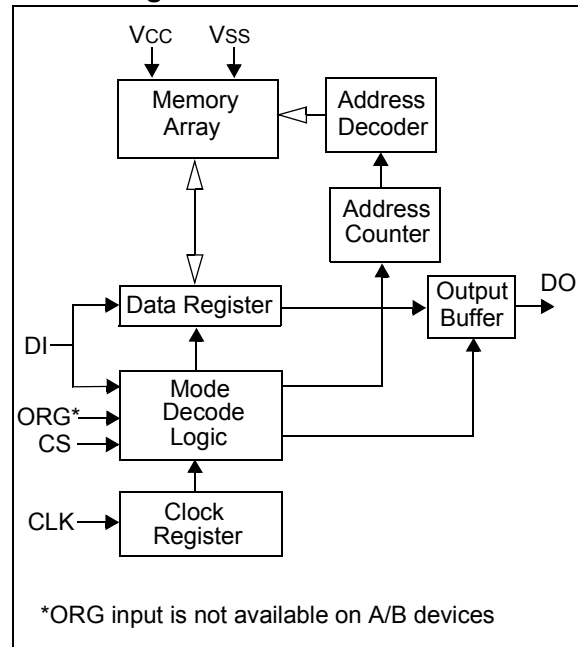 VCC VSS
Memory
Array
Address
Decoder
Address
Counter
Data Register
Output
Buffer
DO
DI
ORG*
CS
Mode
Decode
Logic
CLK
Clock
Register
*ORG input is not available on A/B devices